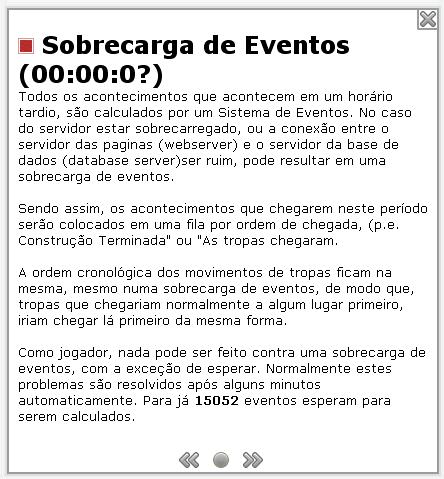 Sobrecarga de Eventos
(00:00:0?)
Todos os acontecimentos que acontecem em um horário
tardio, são calculados por um Sistema de Eventos. No caso
do servidor estar sobrecarregado, ou a conexão entre o
servidor das paginas (webserver) e o servidor da base de
dados (database server)ser ruim, pode resultar em uma
sobrecarga de eventos.
Sendo assim, os acontecimentos que chegarem neste período
serão colocados em uma fila por ordem de chegada, (p.e.
Construção Terminada" ou "As tropas chegaram.
A ordem cronológica dos movimentos de tropas ficam na
mesma, mesmo numa sobrecarga de eventos, de modo que,
tropas que chegariam normalmente a algum lugar primeiro,
iriam chegar lá primeiro da mesma forma.
Como jogador, nada pode ser feito contra uma sobrecarga de
eventos, com a exceção de esperar. Normalmente estes
problemas são resolvidos após alguns minutos
automaticamente. Para já 15052 eventos esperam para
serem calculados.